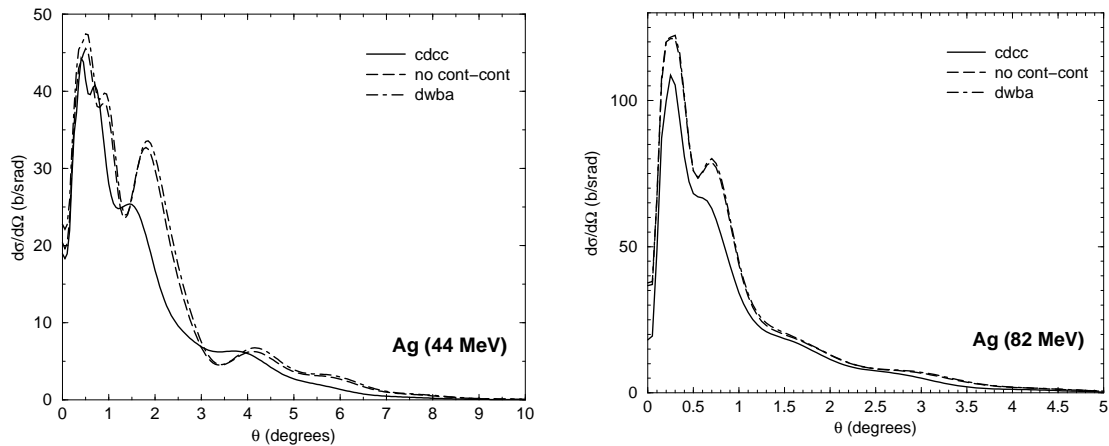 50
40
30
20
10
0
dσ/dΩ (b/srad)
cdcc
no cont−cont
dwba
Ag (44 MeV)
0 1 2 3 4 5 6 7 8 9 10
θ (degrees)
100
50
0
dσ/dΩ (b/srad)
cdcc
no cont−cont
dwba
Ag (82 MeV)
0 0.5 1 1.5 2 2.5 3 3.5 4 4.5 5
θ (degrees)